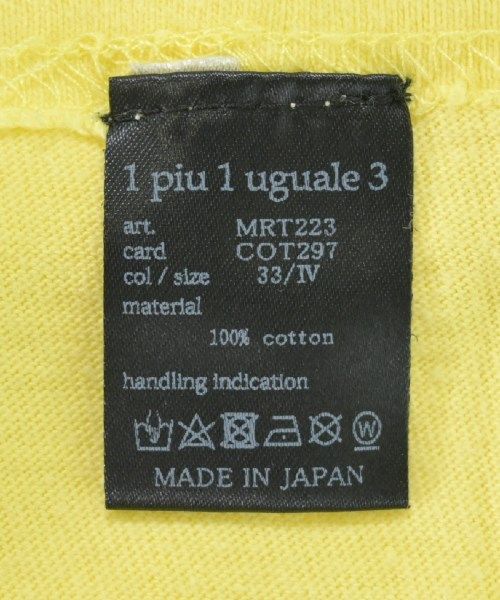 1 piu 1 uguale 3
art. MRT223
card COT297
col / size 33/IV
material
100% cotton
handling indication
W
MADE IN JAPAN